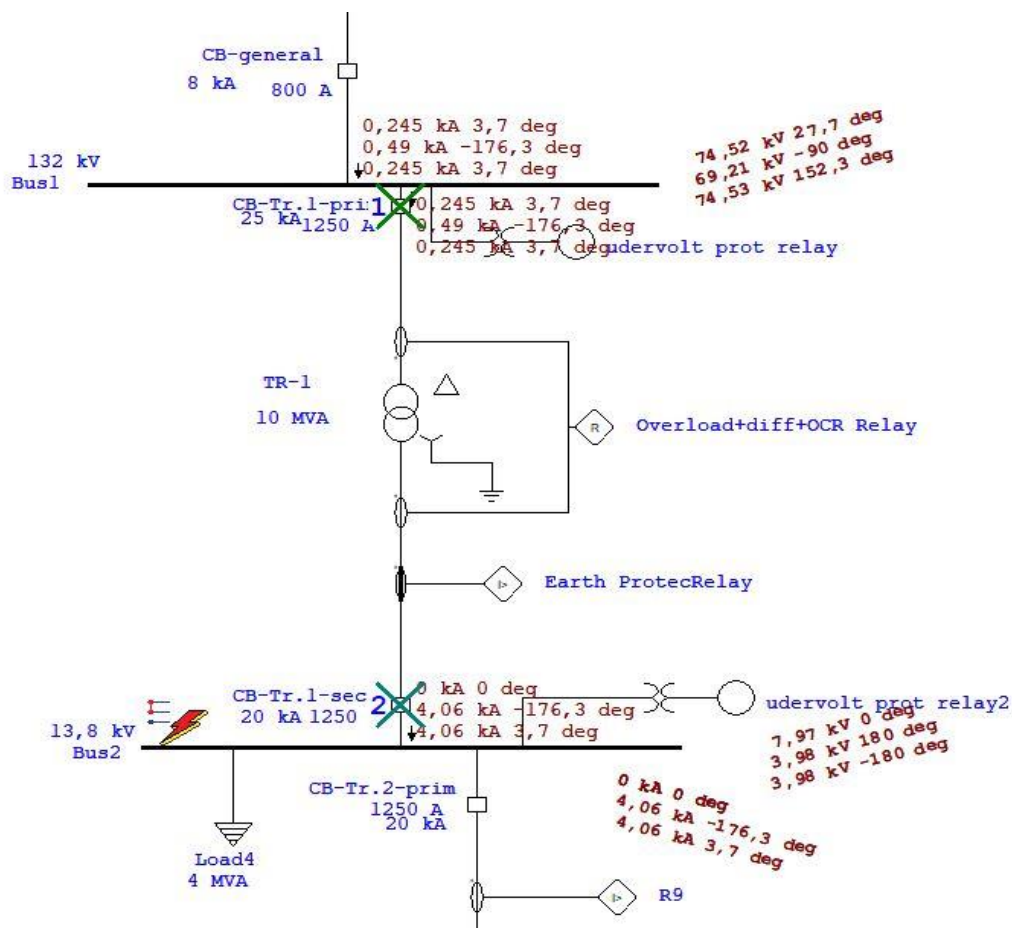 CB-general
8 kA
800 A
0,245 kA 3,7 deg
0,49 kA -176,3 deg
0,245 kA 3,7 deg
74,52 kV 27,7 deg
69,21 kV -90 deg
74,53 kV 152,3 deg
132 kV
Bus1
CB-Tr.1-pri
1
25 kA
1250 A
0,245 kA 3,7 deg
0,49 kA -176,3 deg
0,245 kA 3,7 deg
udervolt prot relay
TR-1
10 MVA
R
Overload+diff+OCR Relay
I>
Earth ProtecRelay
CB-Tr.1-sec
2
20 kA
1250
0 kA 0 deg
4,06 kA -176,3 deg
4,06 kA 3,7 deg
udervolt prot relay2
7,97 kV 0 deg
3,98 kV 180 deg
3,98 kV -180 deg
13,8 kV
Bus2
CB-Tr.2-prim
1250 A
20 kA
0 kA 0 deg
4,06 kA -176,3 deg
4,06 kA 3,7 deg
Load4
4 MVA
I>
R9